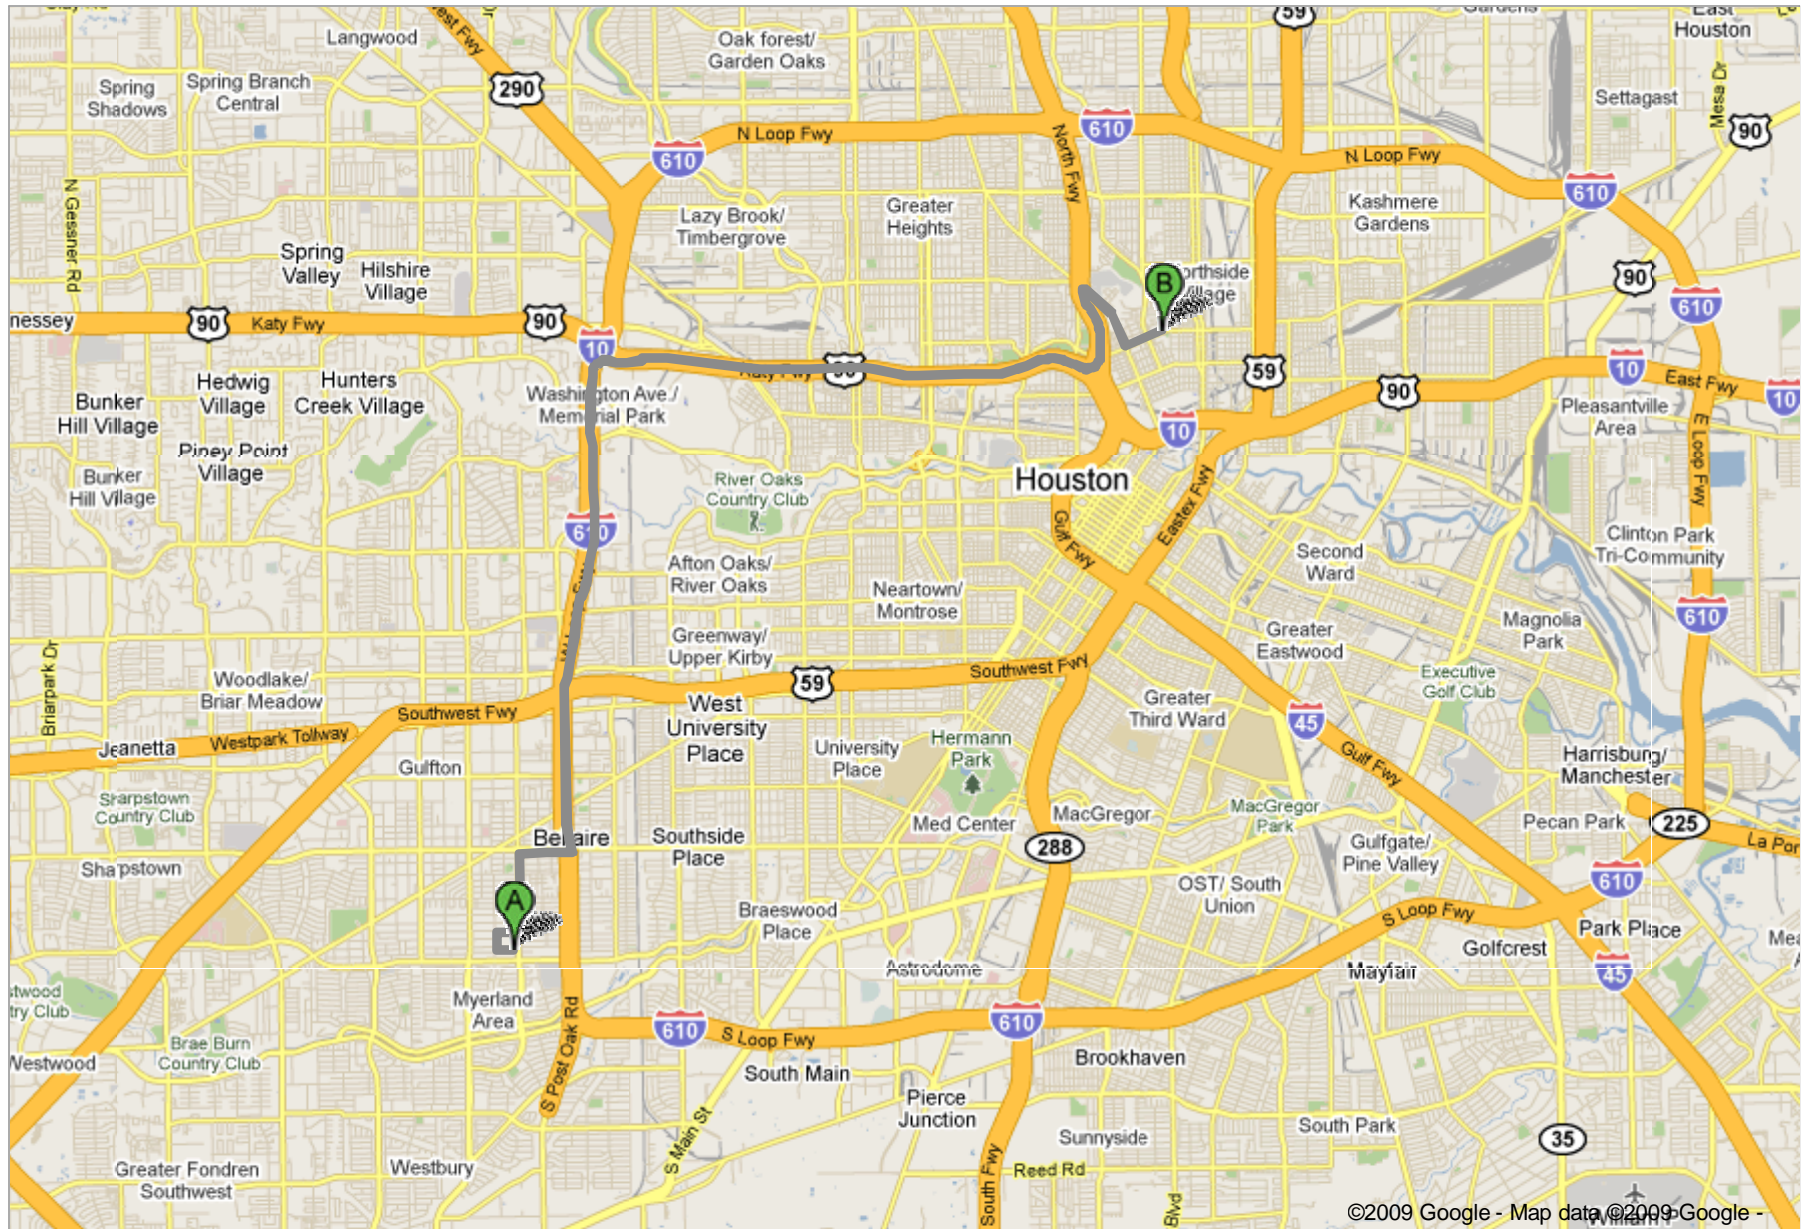 59
East
Houston
Langwood
Oak forest/
Garden Oaks
Spring
Shadows
Spring Branch
Central
290
Settagast
Mesa Dr
90
N Loop Fwy
610
610
North Fwy
N Loop Fwy
610
N Gessner Rd
Lazy Brook/
Timbergrove
Greater
Heights
Kashmere
Gardens
Spring
Valley
Hilshire
Village
B
90
610
90
Katy Fwy
90
10
59
90
10
East Fwy
10
Hedwig
Village
Hunters
Creek Village
Bunker
Hill Village
Washington Ave./
Memorial Park
Katy Fwy
90
Pleasantville
Area
10
E Loop Fwy
Piney Point
Village
Bunker
Hill Village
River Oaks
Country Club
Houston
Eastex Fwy
Gulf Fwy
610
Second
Ward
Clinton Park
Tri-Community
Afton Oaks/
River Oaks
Neartown/
Montrose
610
Magnolia
Park
Greater
Eastwood
Greenway/
Upper Kirby
Southwest Fwy
Executive
Golf Club
Briarpark Dr
Woodlake/
Briar Meadow
59
Southwest Fwy
West
University
Place
Greater
Third Ward
45
Jeanetta
Westpark Tollway
Gulfton
University
Place
Hermann
Park
Gulf Fwy
Harrisburg/
Manchester
Sharpstown
Country Club
Med Center
MacGregor
MacGregor
Park
Pecan Park
225
Bellaire
Southside
Place
288
Gulfgate/
Pine Valley
Sharpstown
610
A
Braeswood
Place
OST/ South
Union
S Loop Fwy
Park Place
Golfcrest
Astrodome
Mayfair
45
Myerland
Area
610
S Loop Fwy
610
S Post Oak Rd
Brae Burn
Country Club
Westwood
Brookhaven
South Main
Pierce
Junction
S Main St
Sunnyside
South Park
35
Greater Fondren
Southwest
Westbury
Reed Rd
South Fwy
Blvd
©2009 Google - Map data ©2009 Google -